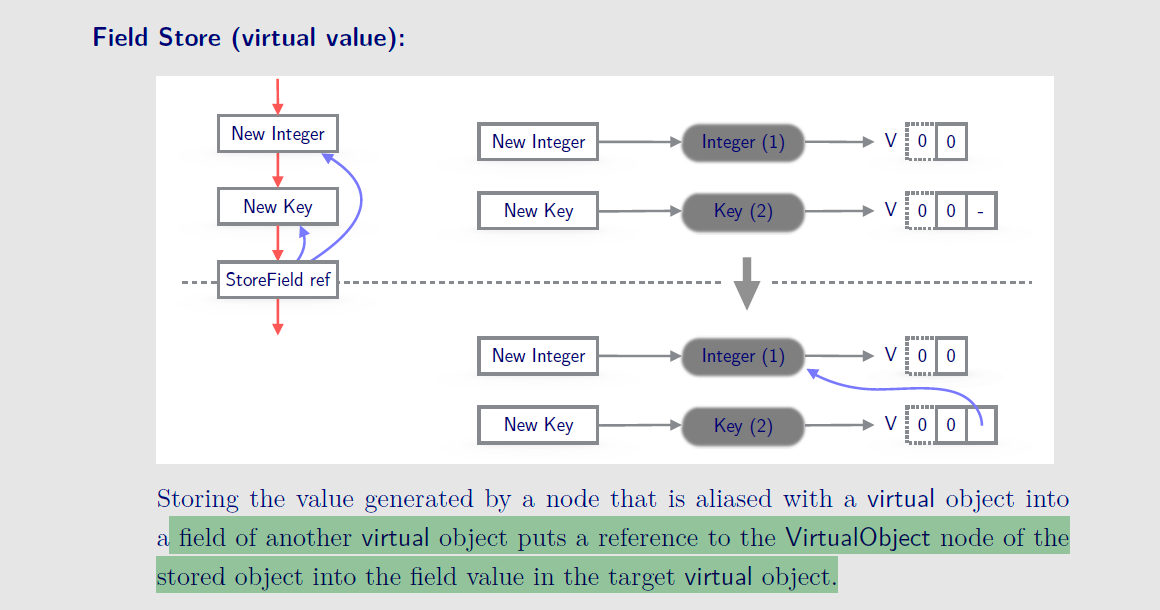 Field Store (virtual value):
New Integer
New Key
StoreField ref
New Integer
Integer (1)
V 0 0
New Key
Key (2)
V 0 0 -
New Integer
Integer (1)
V 0 0
New Key
Key (2)
V 0 0
Storing the value generated by a node that is aliased with a virtual object into
a field of another virtual object puts a reference to the VirtualObject node of the
stored object into the field value in the target virtual object.